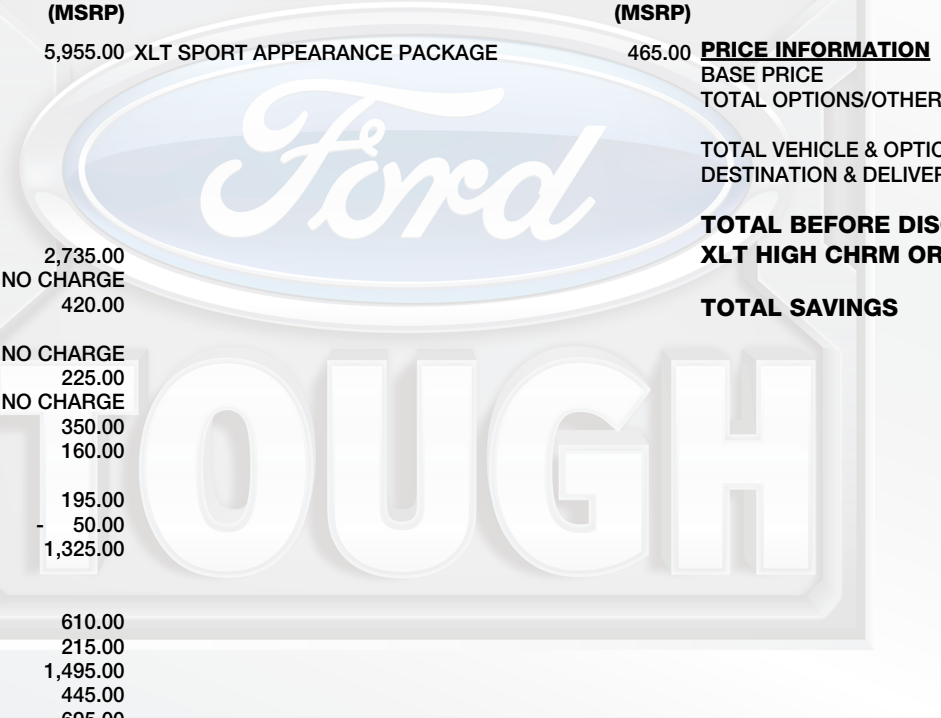 (MSRP)
5,955.00
2,735.00
NO CHARGE
420.00
NO CHARGE
225.00
NO CHARGE
350.00
160.00
195.00
- 50.00
1,325.00
610.00
215.00
1,495.00
445.00
695.00
(MSRP)
XLT SPORT APPEARANCE PACKAGE 465.00
PRICE INFORMATION
BASE PRICE
TOTAL OPTIONS/OTHER
TOTAL VEHICLE & OPTIO
DESTINATION & DELIVER
TOTAL BEFORE DIS
XLT HIGH CHRM OR
TOTAL SAVINGS
Ford
TOUGH